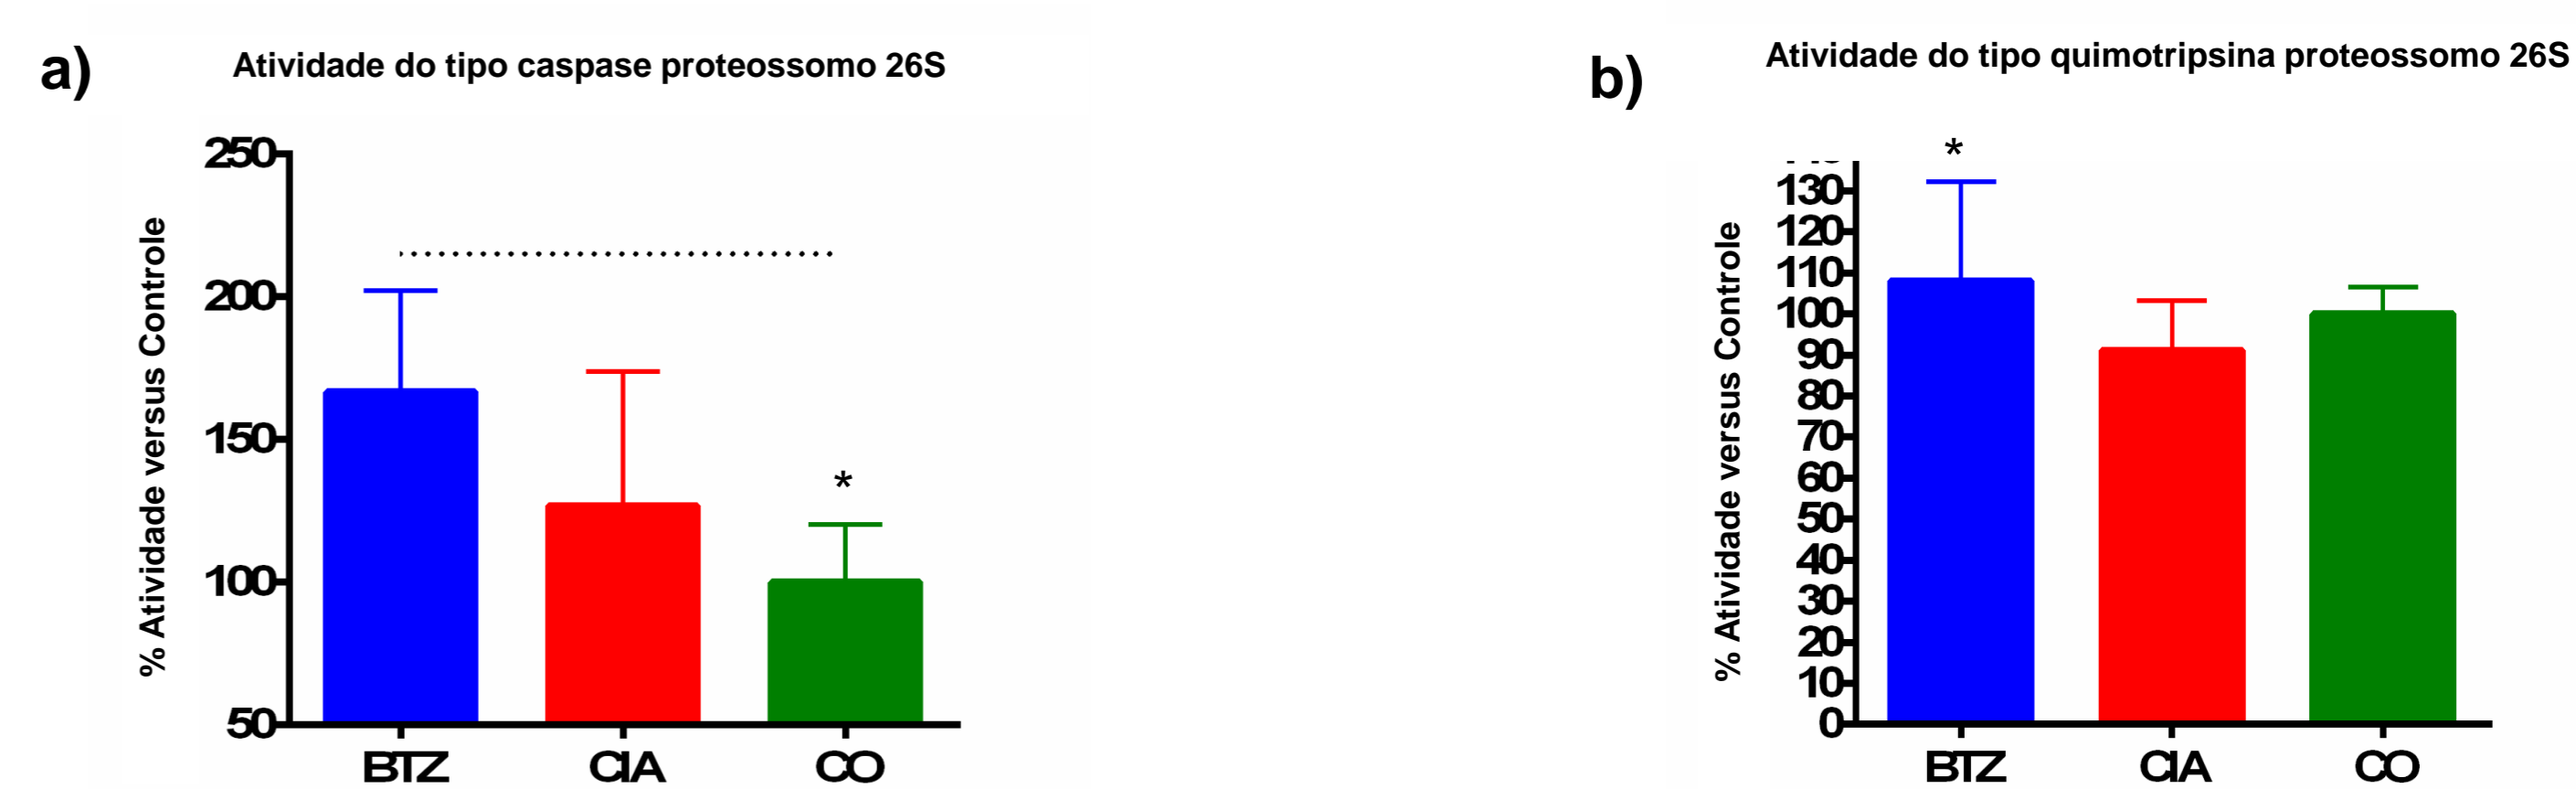 a)
Atividade do tipo caspase proteossomo 26S
% Atividade versus Controle
250
200
150
100
50
*
BTZ
CIA
CO
b)
Atividade do tipo quimotripsina proteossomo 26S
% Atividade versus Controle
*
130
120
110
100
90
80
70
60
50
40
30
20
10
0
BTZ
CIA
CO